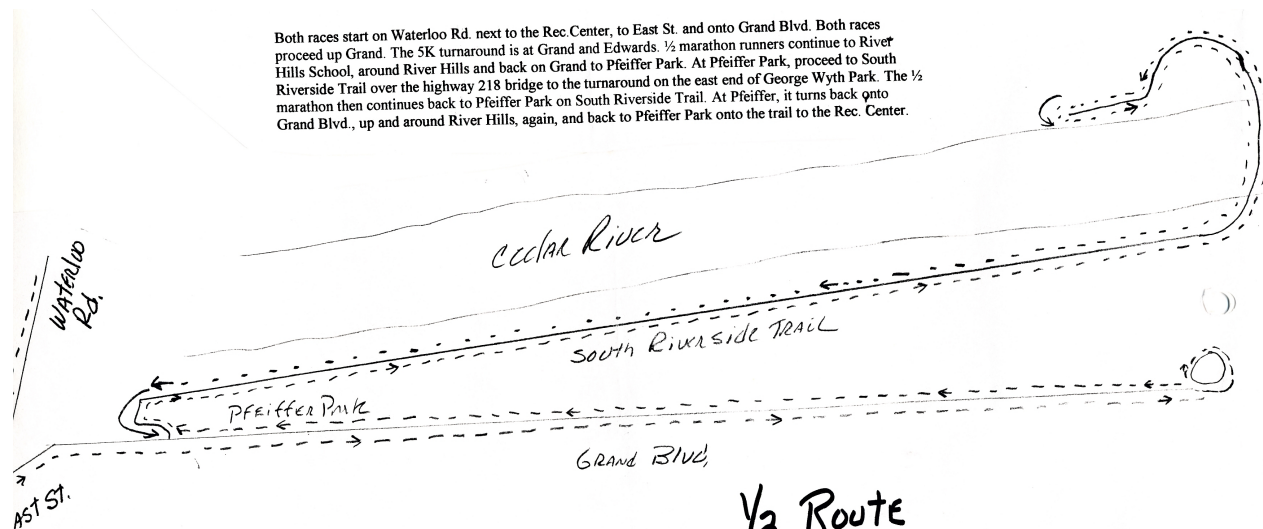 Both races start on Waterloo Rd. next to the Rec.Center, to East St. and onto Grand Blvd. Both races
proceed up Grand. The 5K turnaround is at Grand and Edwards. ½ marathon runners continue to River
Hills School, around River Hills and back on Grand to Pfeiffer Park. At Pfeiffer Park, proceed to South
Riverside Trail over the highway 218 bridge to the turnaround on the east end of George Wyth Park. The ½
marathon then continues back to Pfeiffer Park on South Riverside Trail. At Pfeiffer, it turns back onto
Grand Blvd., up and around River Hills, again, and back to Pfeiffer Park onto the trail to the Rec. Center.
Cedar River
Waterloo
Rd.
South Riverside Trail
Pfeiffer Park
Grand Blvd,
ast St.
½ Route